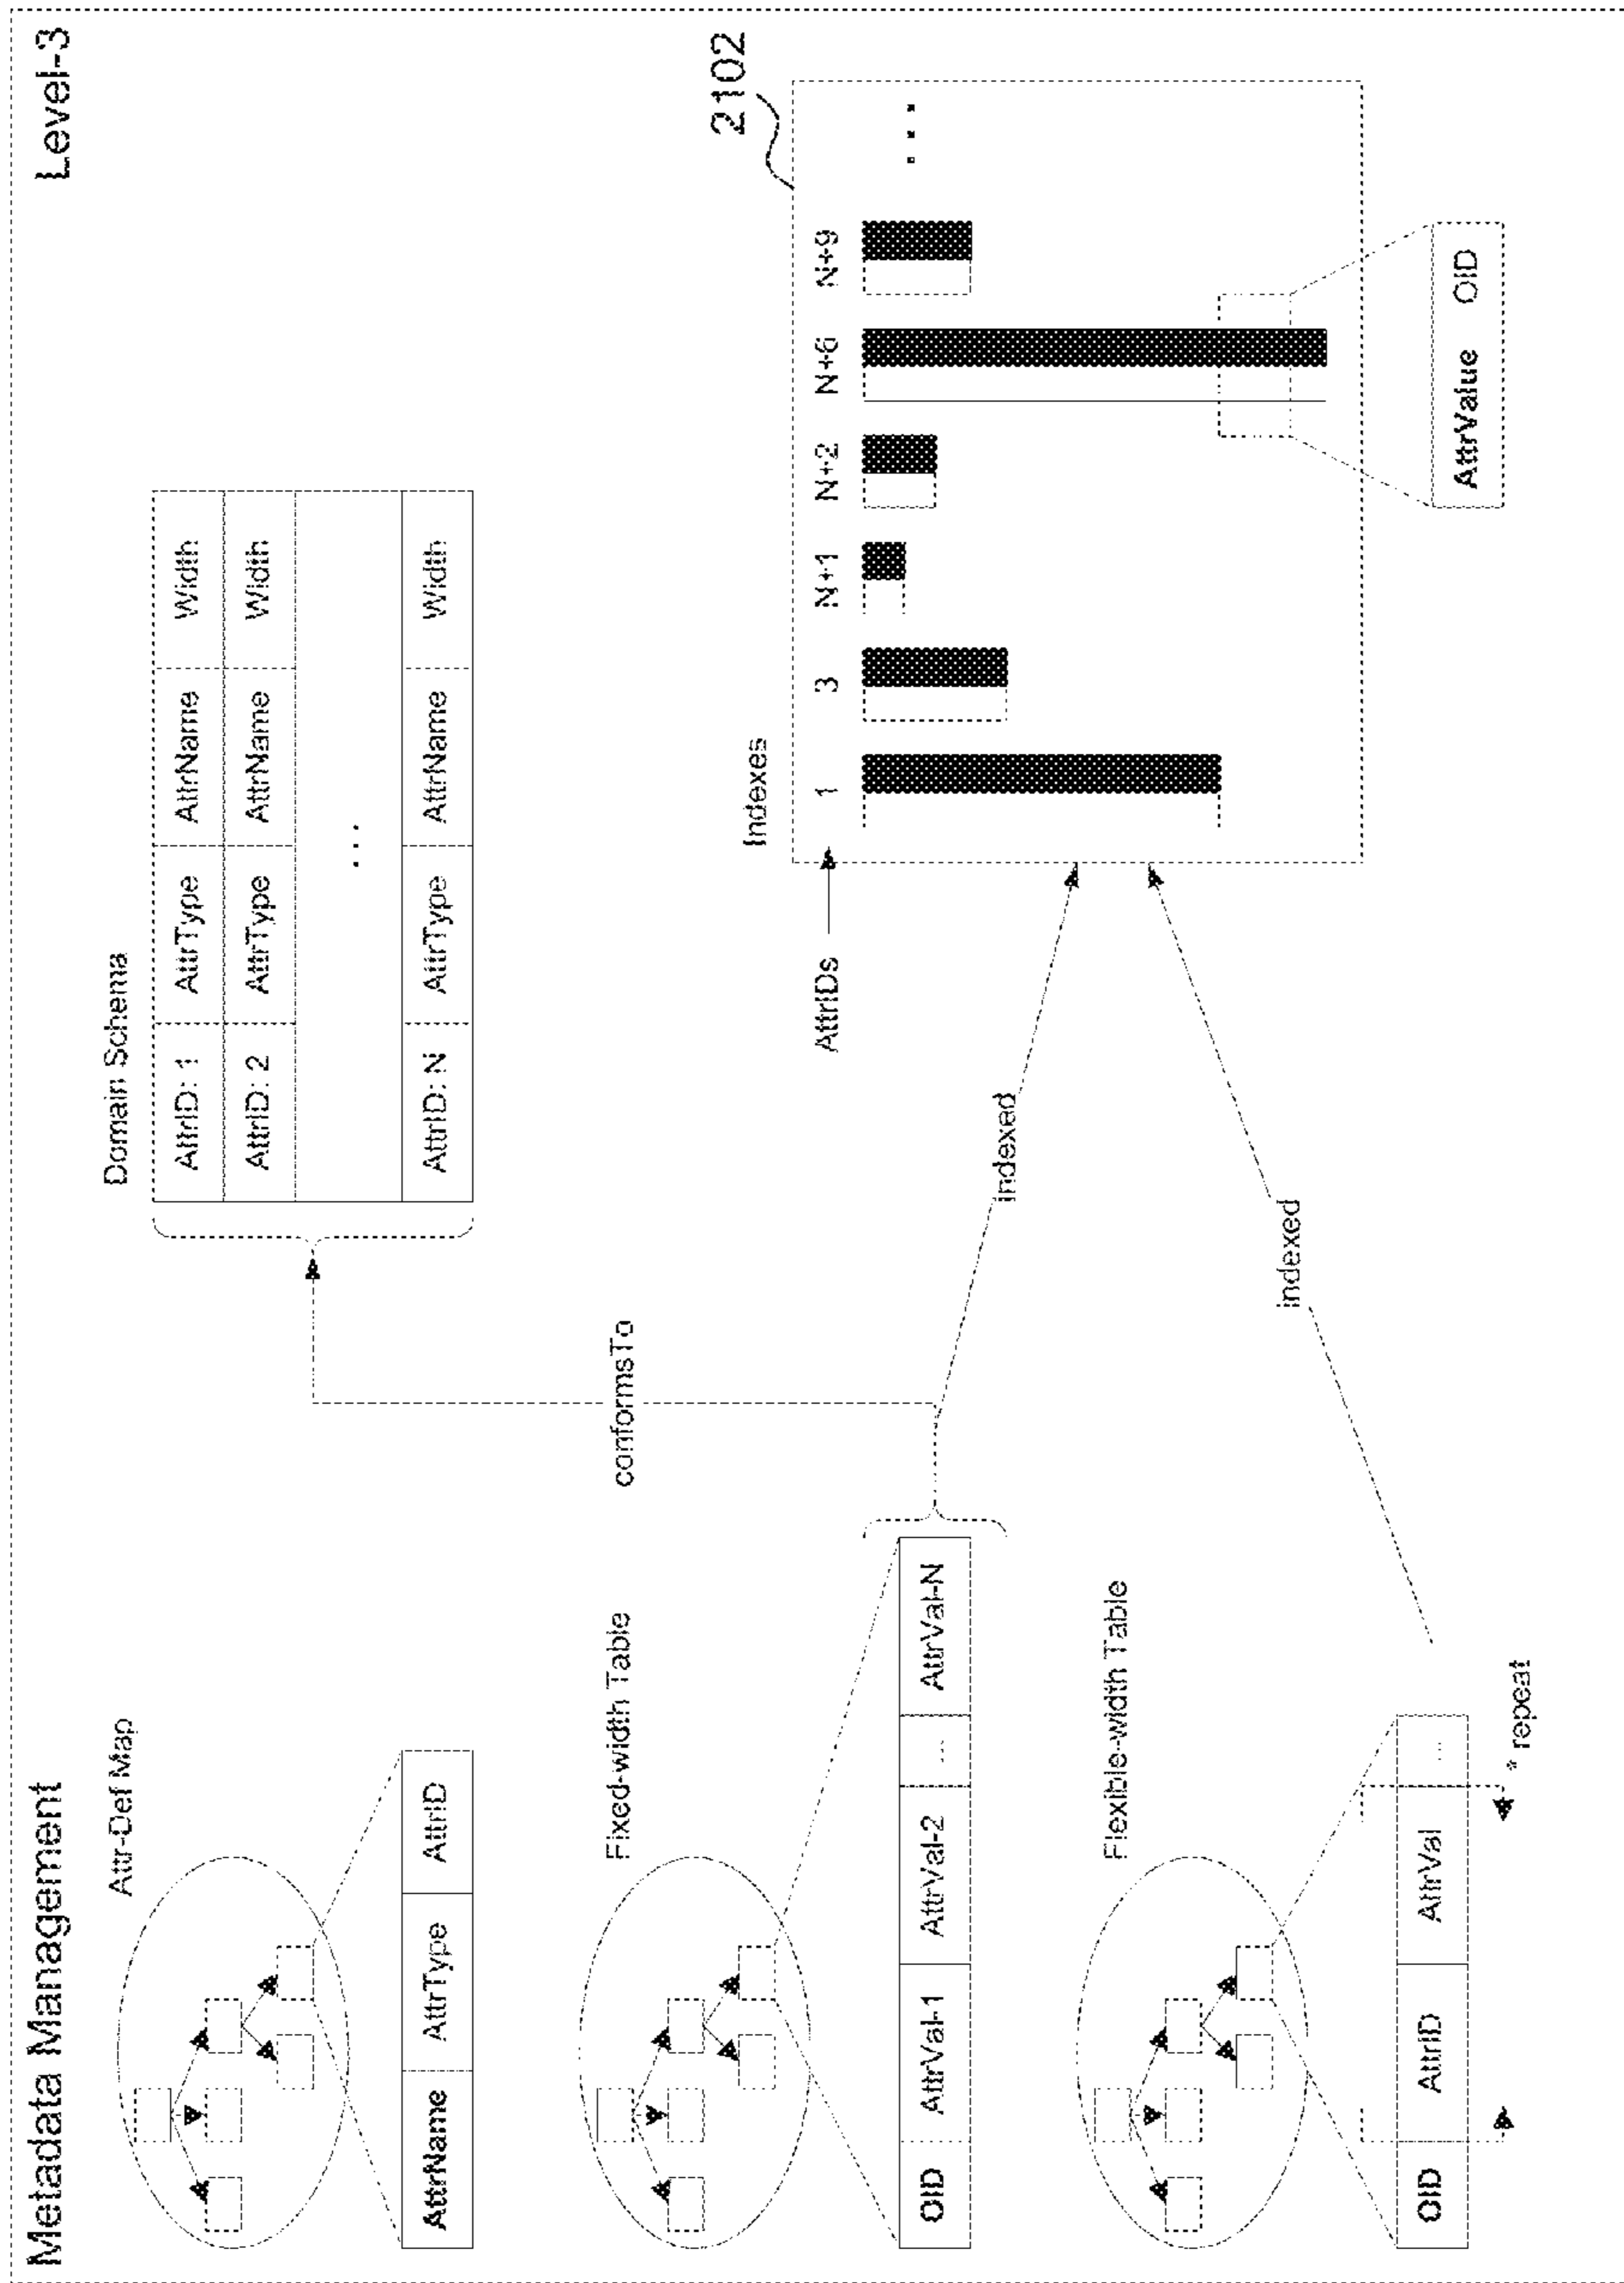 Metadata Management
Level-3
Attr-Def Map
AttrName AttrType AttrID
Domain Schema
AttrID: 1 AttrType AttrName Width
AttrID: 2 AttrType AttrName Width
...
AttrID: N AttrType AttrName Width
conformsTo
Fixed-width Table
OID AttrVal-1 AttrVal-2 ... AttrVal-N
indexed
Flexible-width Table
OID AttrID AttrVal ...
* repeat
indexed
Indexes
2102
AttrIDs
1 3 N+1 N+2 N+6 N+9
...
AttrValue OID